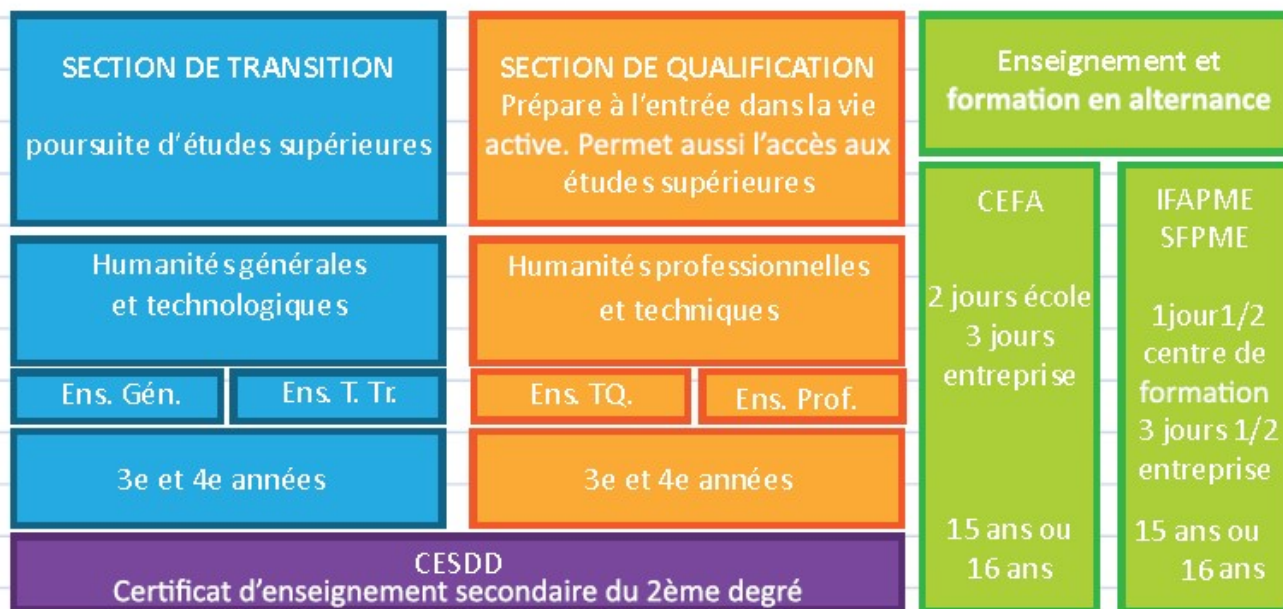 SECTION DE TRANSITION
poursuite d'études supérieures
Humanités générales
et technologiques
Ens. Gén.
Ens. T. Tr.
3e et 4e années
SECTION DE QUALIFICATION
Prépare à l'entrée dans la vie
active. Permet aussi l'accès aux
études supérieures
Humanités professionnelles
et techniques
Ens. TQ.
Ens. Prof.
3e et 4e années
CESDD
Certificat d'enseignement secondaire du 2ème degré
Enseignement et
formation en alternance
CEFA
2 jours école
3 jours
entreprise
15 ans ou
16 ans
IFAPME
SFPME
1jour1/2
centre de
formation
3 jours 1/2
entreprise
15 ans ou
16 ans